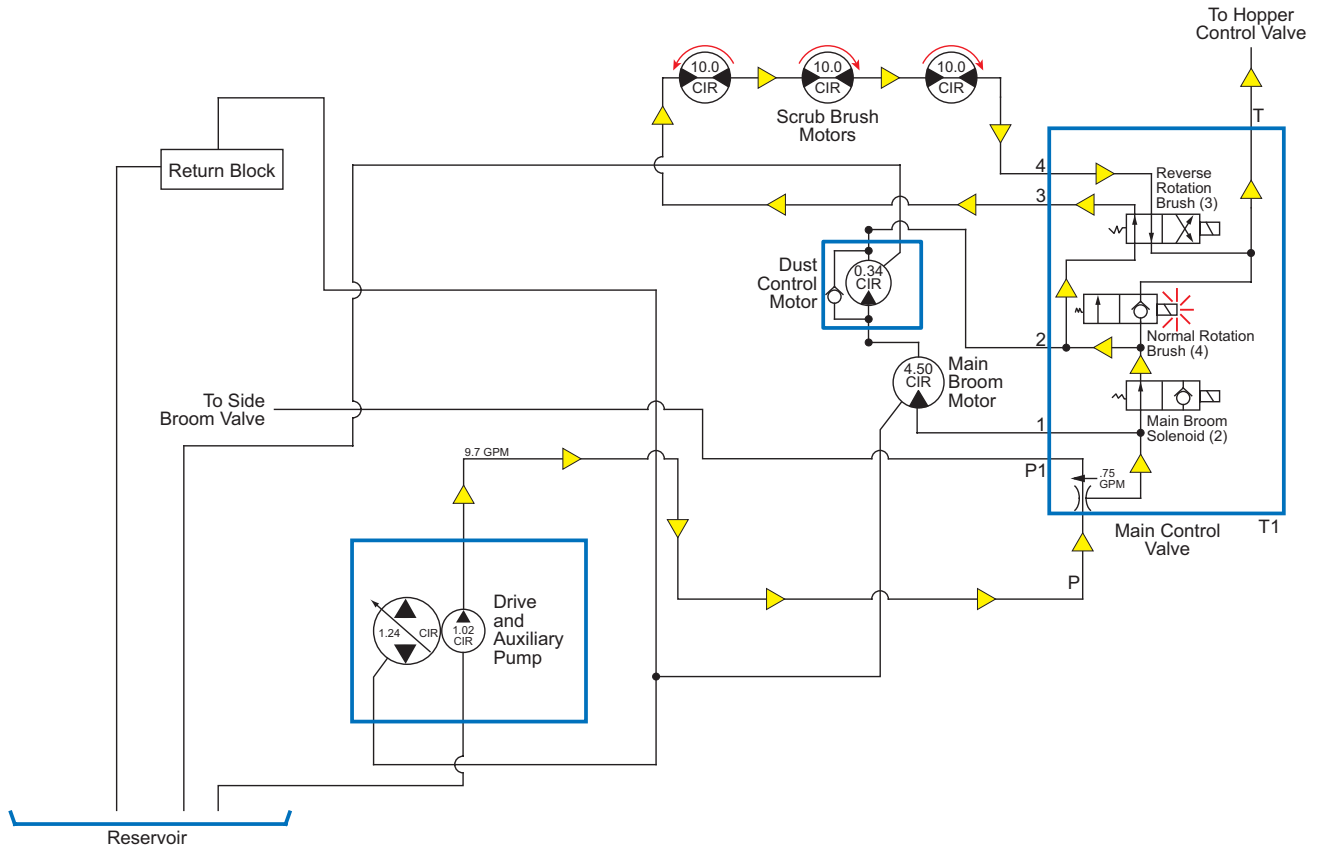 To Hopper
Control Valve
10.0
CIR
10.0
CIR
10.0
CIR
Scrub Brush
Motors
T
Return Block
4
Reverse
Rotation
Brush (3)
3
Dust
Control
Motor
0.34
CIR
2
Normal Rotation
Brush (4)
4.50
CIR
Main
Broom
Motor
To Side
Broom Valve
1
Main Broom
Solenoid (2)
9.7 GPM
P1
.75
GPM
Main Control
Valve
T1
P
1.24
CIR
1.02
CIR
Drive
and
Auxiliary
Pump
Reservoir